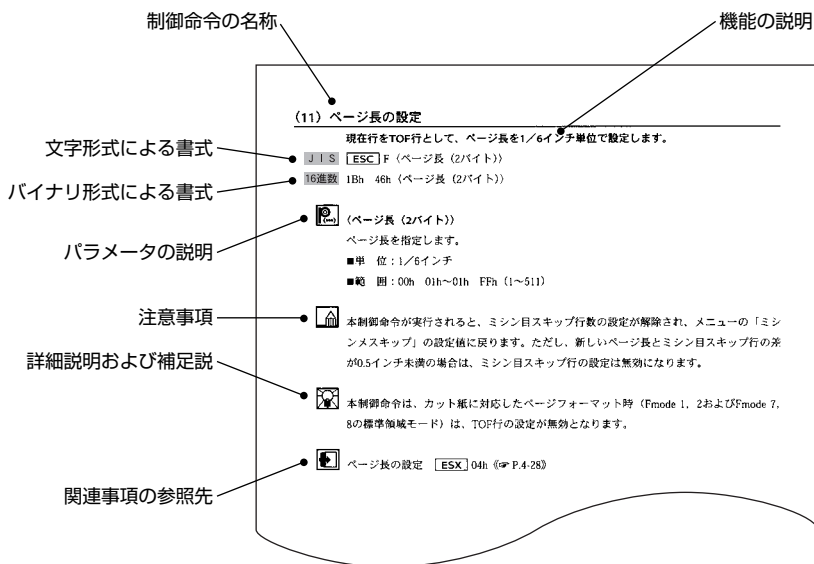 制御命令の名称
機能の説明
(11) ページ長の設定
現在行をTOF行として、ページ長を1/6インチ単位で設定します。
文字形式による書式
JIS ESC F〈ページ長（2バイト）〉
バイナリ形式による書式
16進数 1Bh 46h〈ページ長（2バイト）〉
パラメータの説明
P (…)
〈ページ長（2バイト）〉
ページ長を指定します。
■単 位：1/6インチ
■範 囲：00h 01h～01h FFh（1～511）
注意事項
本制御命令が実行されると、ミシン目スキップ行数の設定が解除され、メニューの「ミシ
ンメスキップ」の設定値に戻ります。ただし、新しいページ長とミシン目スキップ行の差
が0.5インチ未満の場合は、ミシン目スキップ行の設定は無効になります。
詳細説明および補足説
本制御命令は、カット紙に対応したページフォーマット時（Fmode 1, 2およびFmode 7,
8の標準領域モード）は、TOF行の設定が無効となります。
関連事項の参照先
ページ長の設定 ESX 04h《☞ P.4-28》